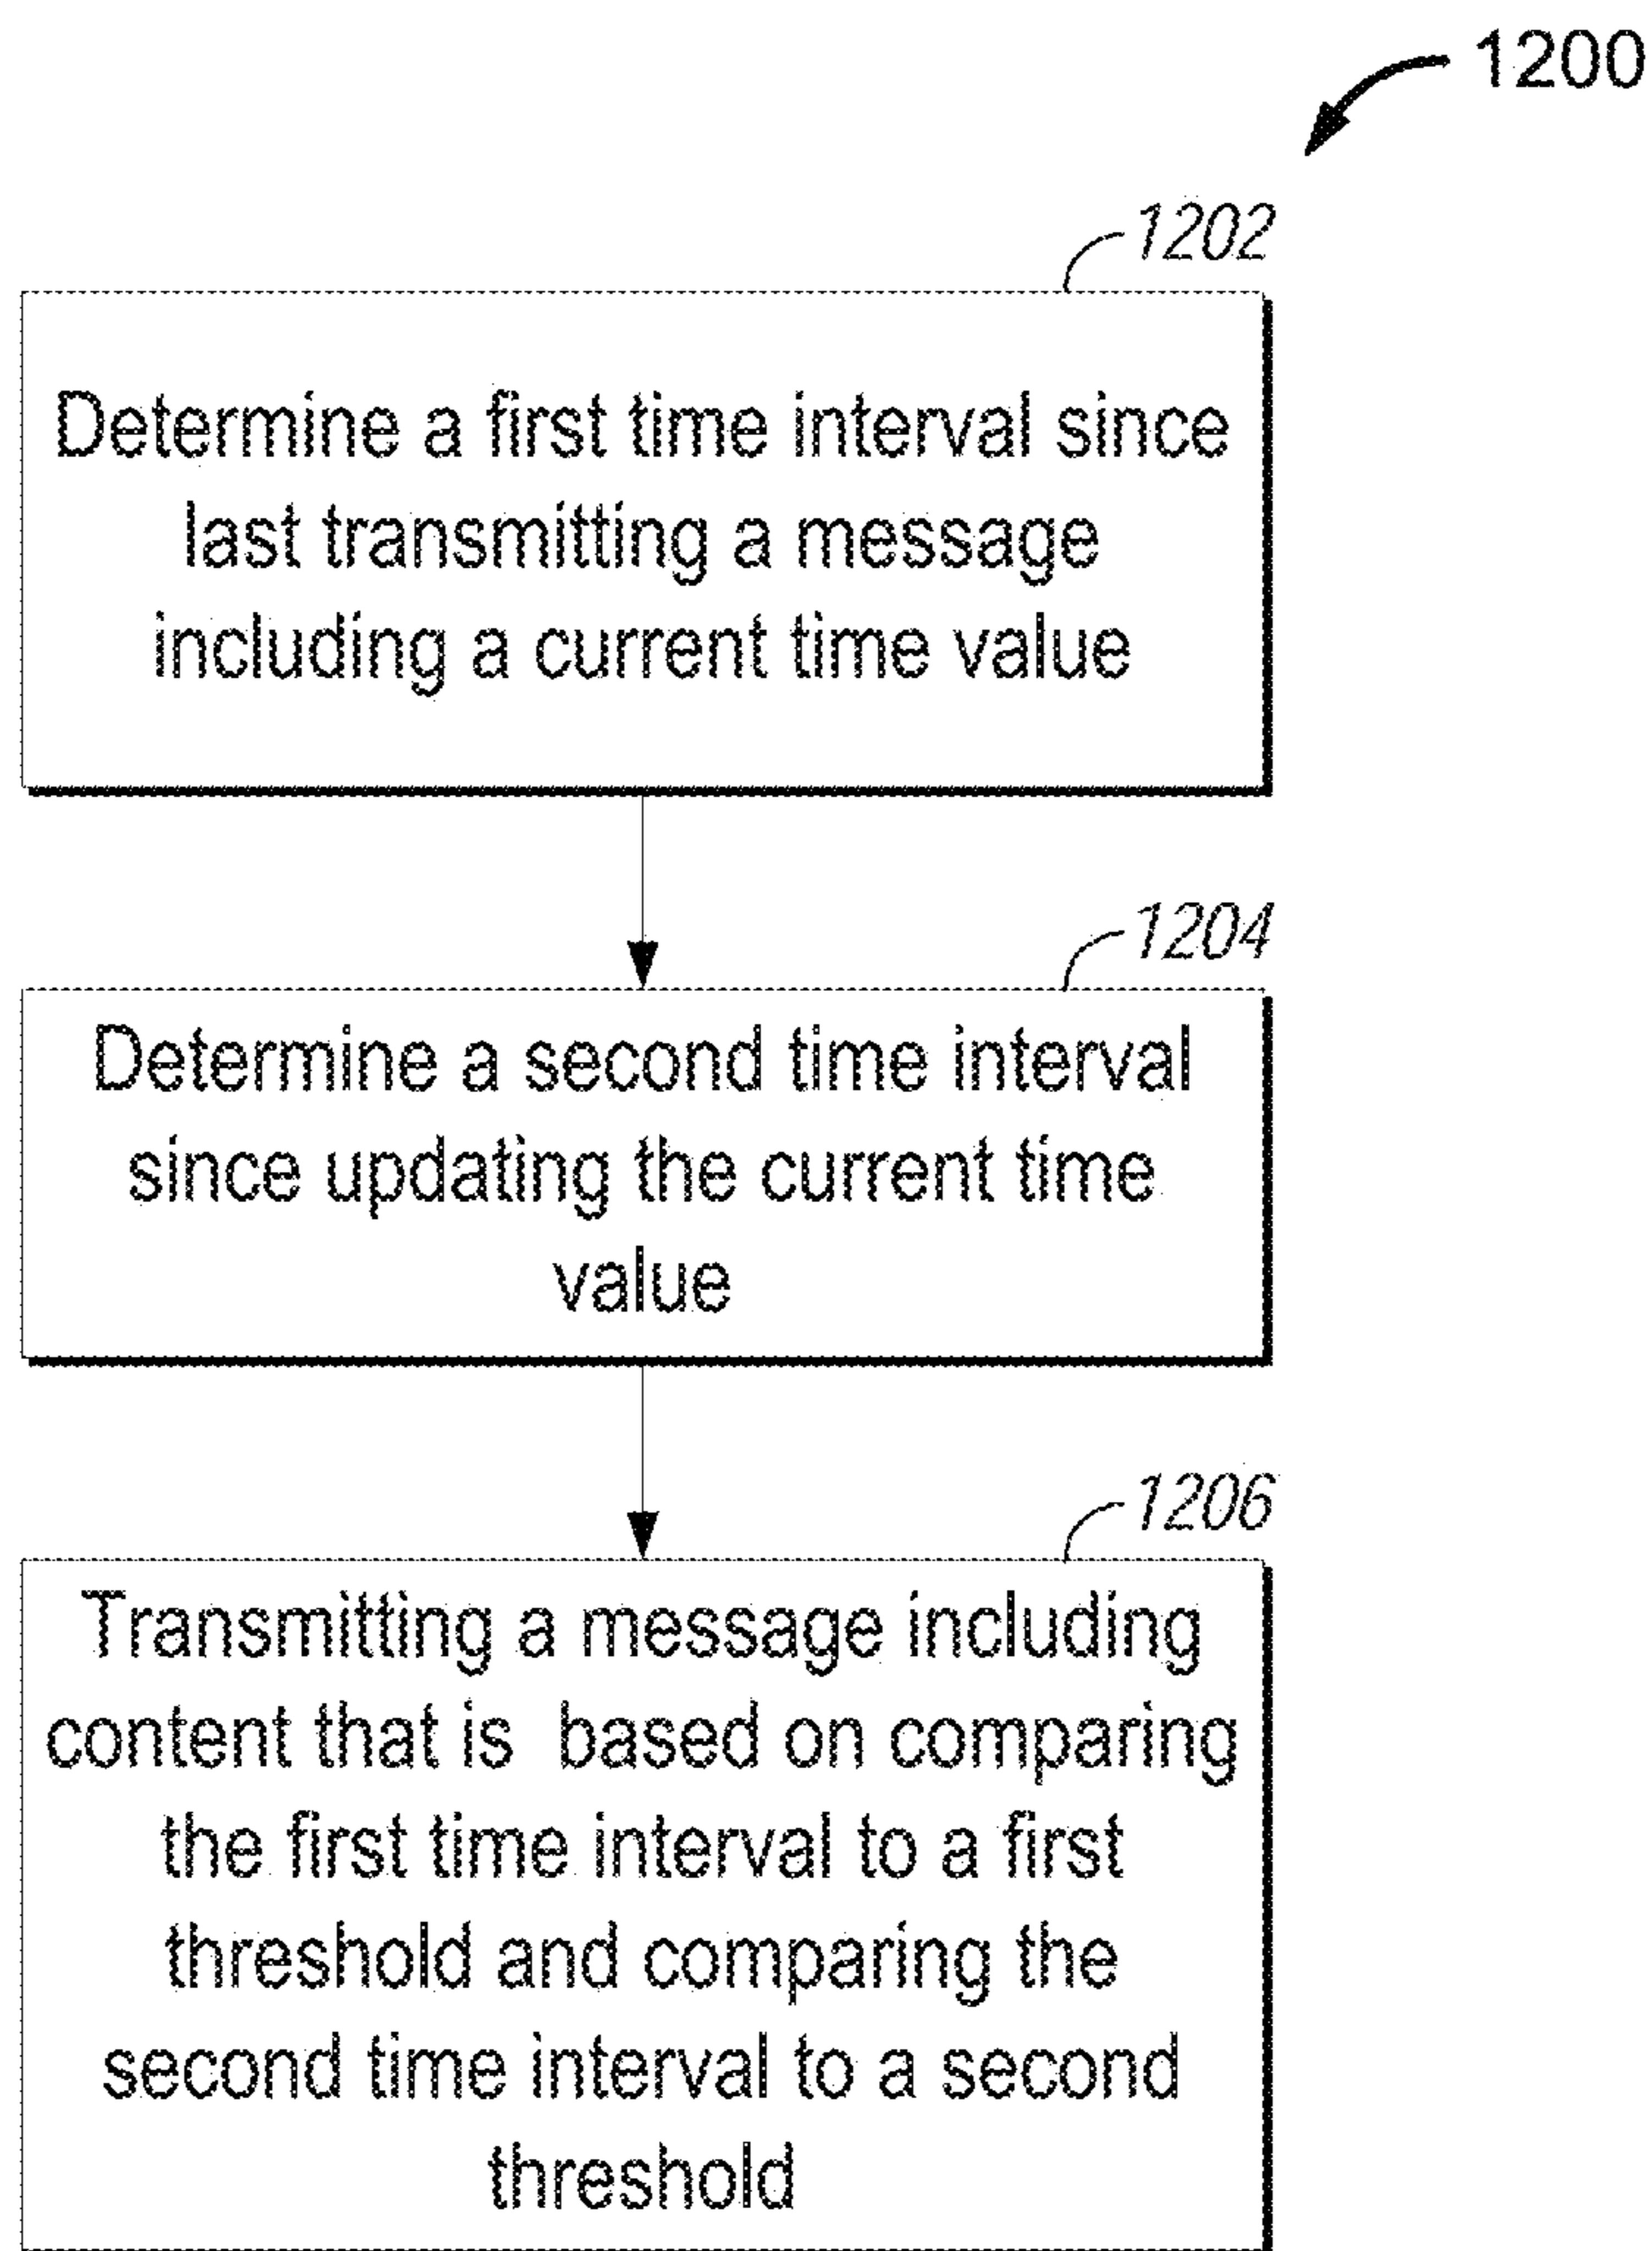 1200
1202
Determine a first time interval since
last transmitting a message
including a current time value
1204
Determine a second time interval
since updating the current time
value
1206
Transmitting a message including
content that is  based on comparing
the first time interval to a first
threshold and comparing the
second time interval to a second
threshold